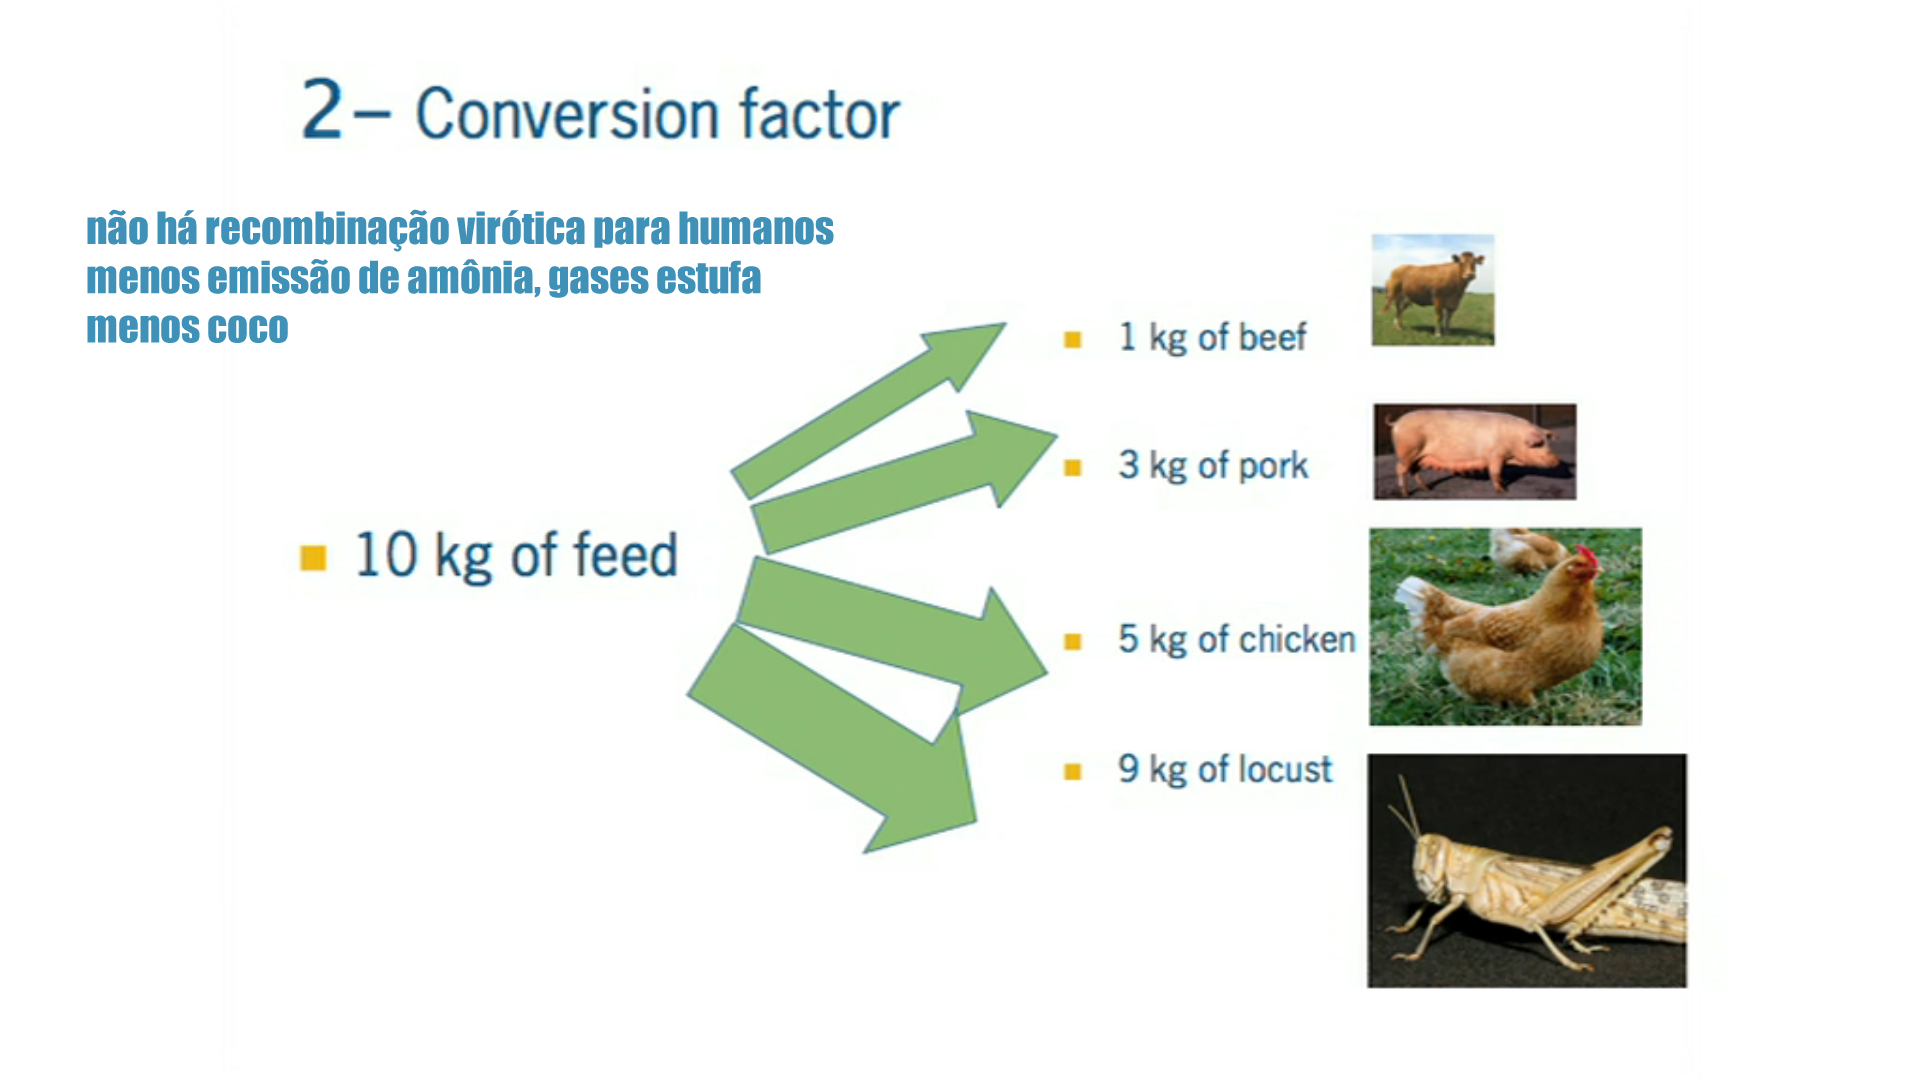 2– Conversion factor
não há recombinação virótica para humanos
menos emissão de amônia, gases estufa
menos coco
10 kg of feed
1 kg of beef
3 kg of pork
5 kg of chicken
9 kg of locust